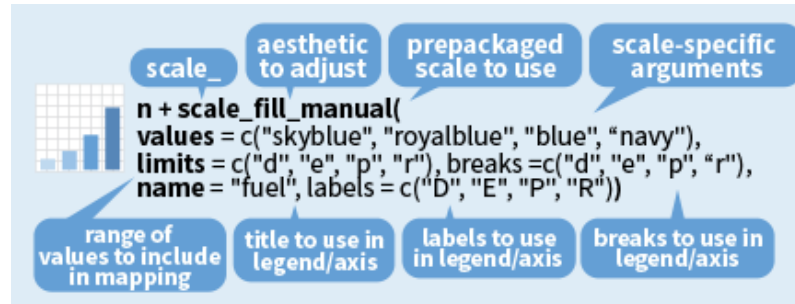 scale_
aesthetic
to adjust
prepackaged
scale to use
scale-specific
arguments
n + scale_fill_manual(
values = c("skyblue", "royalblue", "blue", “navy"),
limits = c("d", "e", "p", "r"), breaks =c("d", "e", "p", “r"),
name = "fuel", labels = c("D", "E", "P", "R"))
range of
values to include
in mapping
title to use in
legend/axis
labels to use
in legend/axis
breaks to use in
legend/axis